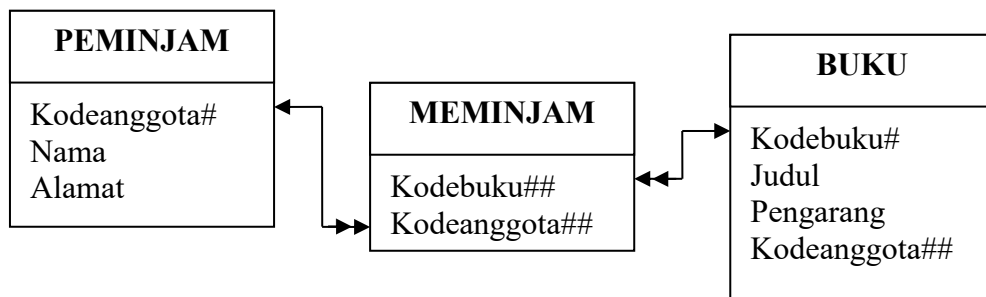 PEMINJAM
Kodeanggota#
Nama
Alamat
MEMINJAM
Kodebuku##
Kodeanggota##
BUKU
Kodebuku#
Judul
Pengarang
Kodeanggota##